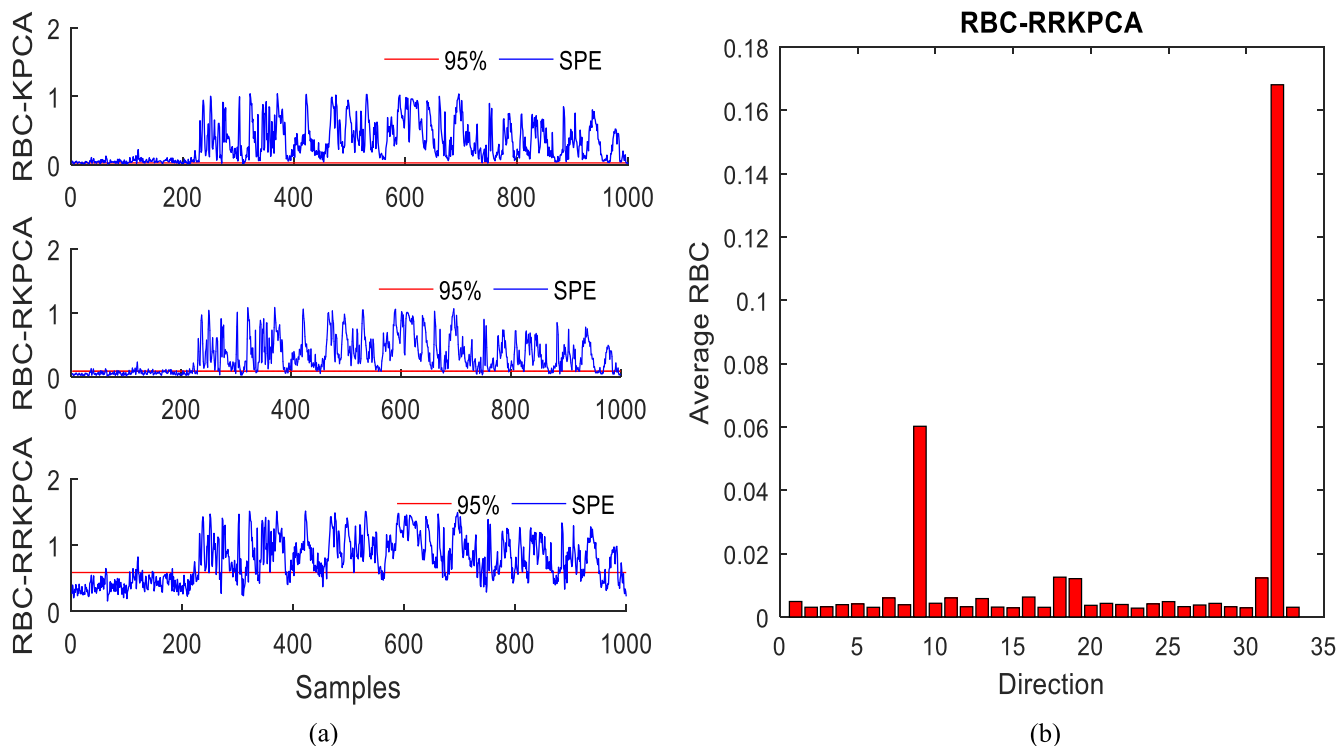 RBC-KPCA
2
1
0
95% SPE
0 200 400 600 800 1000
RBC-RKPCA
2
1
0
95% SPE
0 200 400 600 800 1000
RBC-RRKPCA
2
1
0
95% SPE
0 200 400 600 800 1000
Samples
(a)
RBC-RRKPCA
Average RBC
0.18
0.16
0.14
0.12
0.1
0.08
0.06
0.04
0.02
0
0 5 10 15 20 25 30 35
Direction
(b)